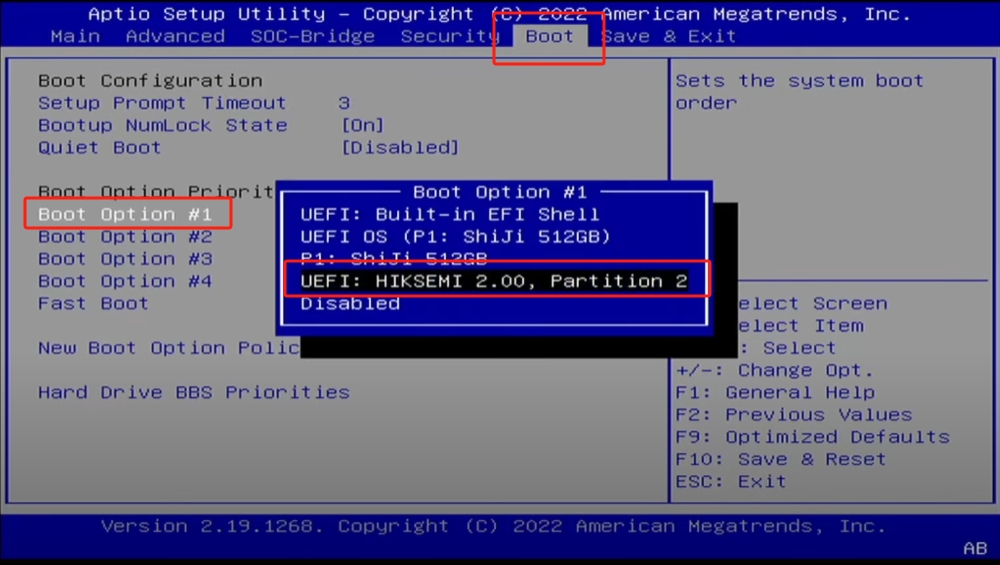 Aptio Setup Utility - Copyright (C) 2022 American Megatrends, Inc.
Main Advanced SOC-Bridge Security Boot Save & Exit
Boot Configuration
Setup Prompt Timeout 3
Bootup NumLock State [On]
Quiet Boot [Disabled]
Boot Option Priorit
Boot Option #1
Boot Option #2
Boot Option #3
Boot Option #4
Fast Boot
New Boot Option Polic
Hard Drive BBS Priorities
Boot Option #1
UEFI: Built-in EFI Shell
UEFI OS (P1: ShiJi 512GB)
P1: ShiJi 512GB
UEFI: HIKSEMI 2.00, Partition 2
Disabled
Sets the system boot
order
elect Screen
elect Item
: Select
+/-: Change Opt.
F1: General Help
F2: Previous Values
F9: Optimized Defaults
F10: Save & Reset
ESC: Exit
Version 2.19.1268. Copyright (C) 2022 American Megatrends, Inc.
AB